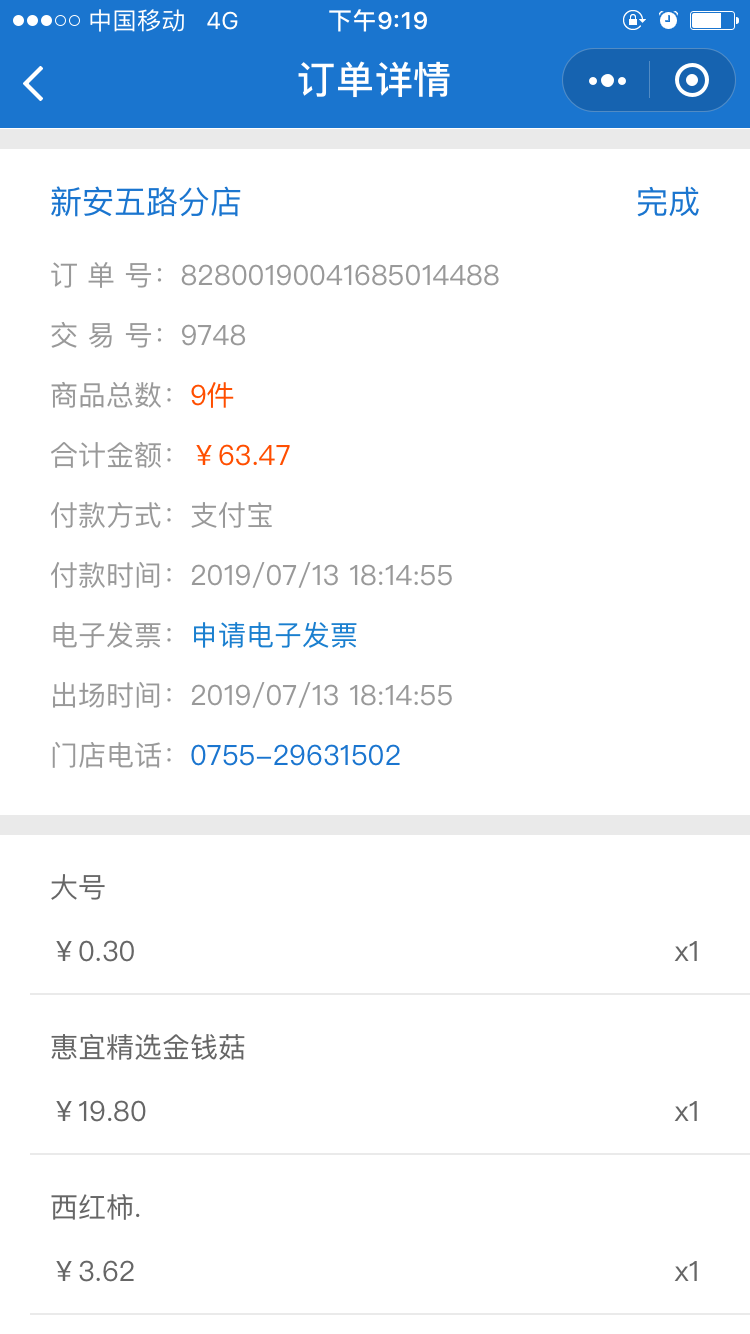 中国移动 4G 下午9:19
订单详情
新安五路分店 完成
订 单 号: 82800190041685014488
交 易 号: 9748
商品总数: 9件
合计金额: ￥63.47
付款方式: 支付宝
付款时间: 2019/07/13 18:14:55
电子发票: 申请电子发票
出场时间: 2019/07/13 18:14:55
门店电话: 0755-29631502
大号
￥0.30 x1
惠宜精选金钱菇
￥19.80 x1
西红柿.
￥3.62 x1